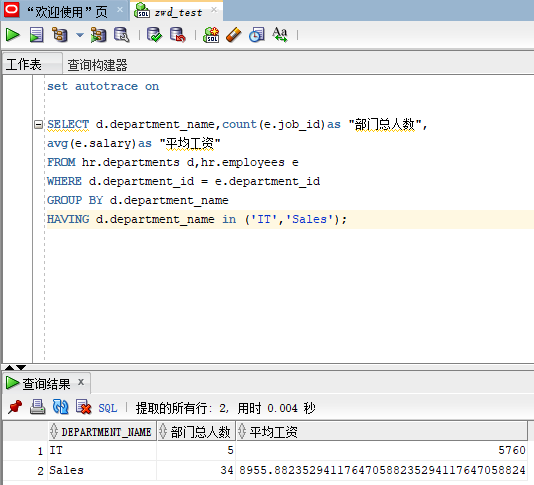 “欢迎使用”页 zwd_test
工作表 查询构建器
set autotrace on
SELECT d.department_name,count(e.job_id)as "部门总人数",
avg(e.salary)as "平均工资"
FROM hr.departments d,hr.employees e
WHERE d.department_id = e.department_id
GROUP BY d.department_name
HAVING d.department_name in ('IT','Sales');
查询结果
SQL | 提取的所有行: 2, 用时 0.004 秒
DEPARTMENT_NAME 部门总人数 平均工资
1 IT 5 5760
2 Sales 34 8955.88235294117647058823529411764705882​4